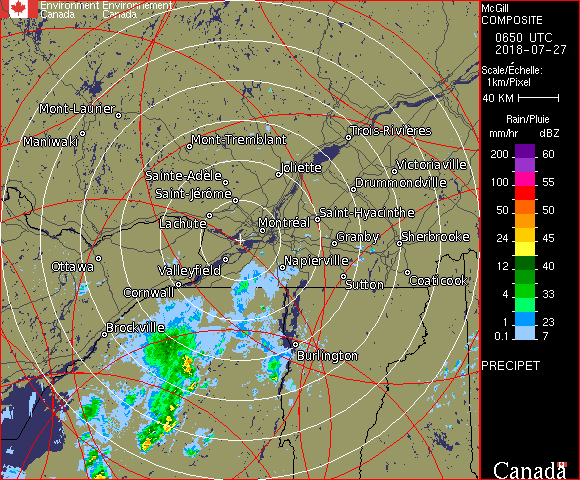 Environment Environnement
Canada Canada
McGill
COMPOSITE
0650 UTC
2018-07-27
Scale/Échelle:
1km/Pixel
40 KM
Rain/Pluie
mm/hr dBZ
200 60
100 55
50 50
24 45
12 40
4 33
1 23
0.1 7
PRECIPET
Canada
Mont-Laurier
Maniwaki
Mont-Tremblant
Trois-Rivières
Joliette
Victoriaville
Sainte-Adèle
Drummondville
Saint-Jérôme
Saint-Hyacinthe
Lachute
Montréal
Granby
Sherbrooke
Ottawa
Valleyfield
Napierville
Cornwall
Sutton
Coaticook
Brockville
Burlington